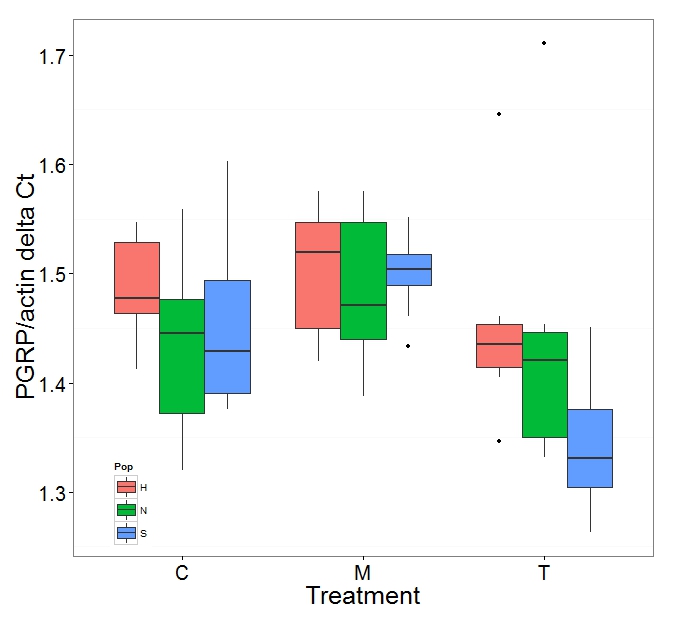 PGRP/actin delta Ct
1.7
1.6
1.5
1.4
1.3
Pop
H
N
S
C M T
Treatment